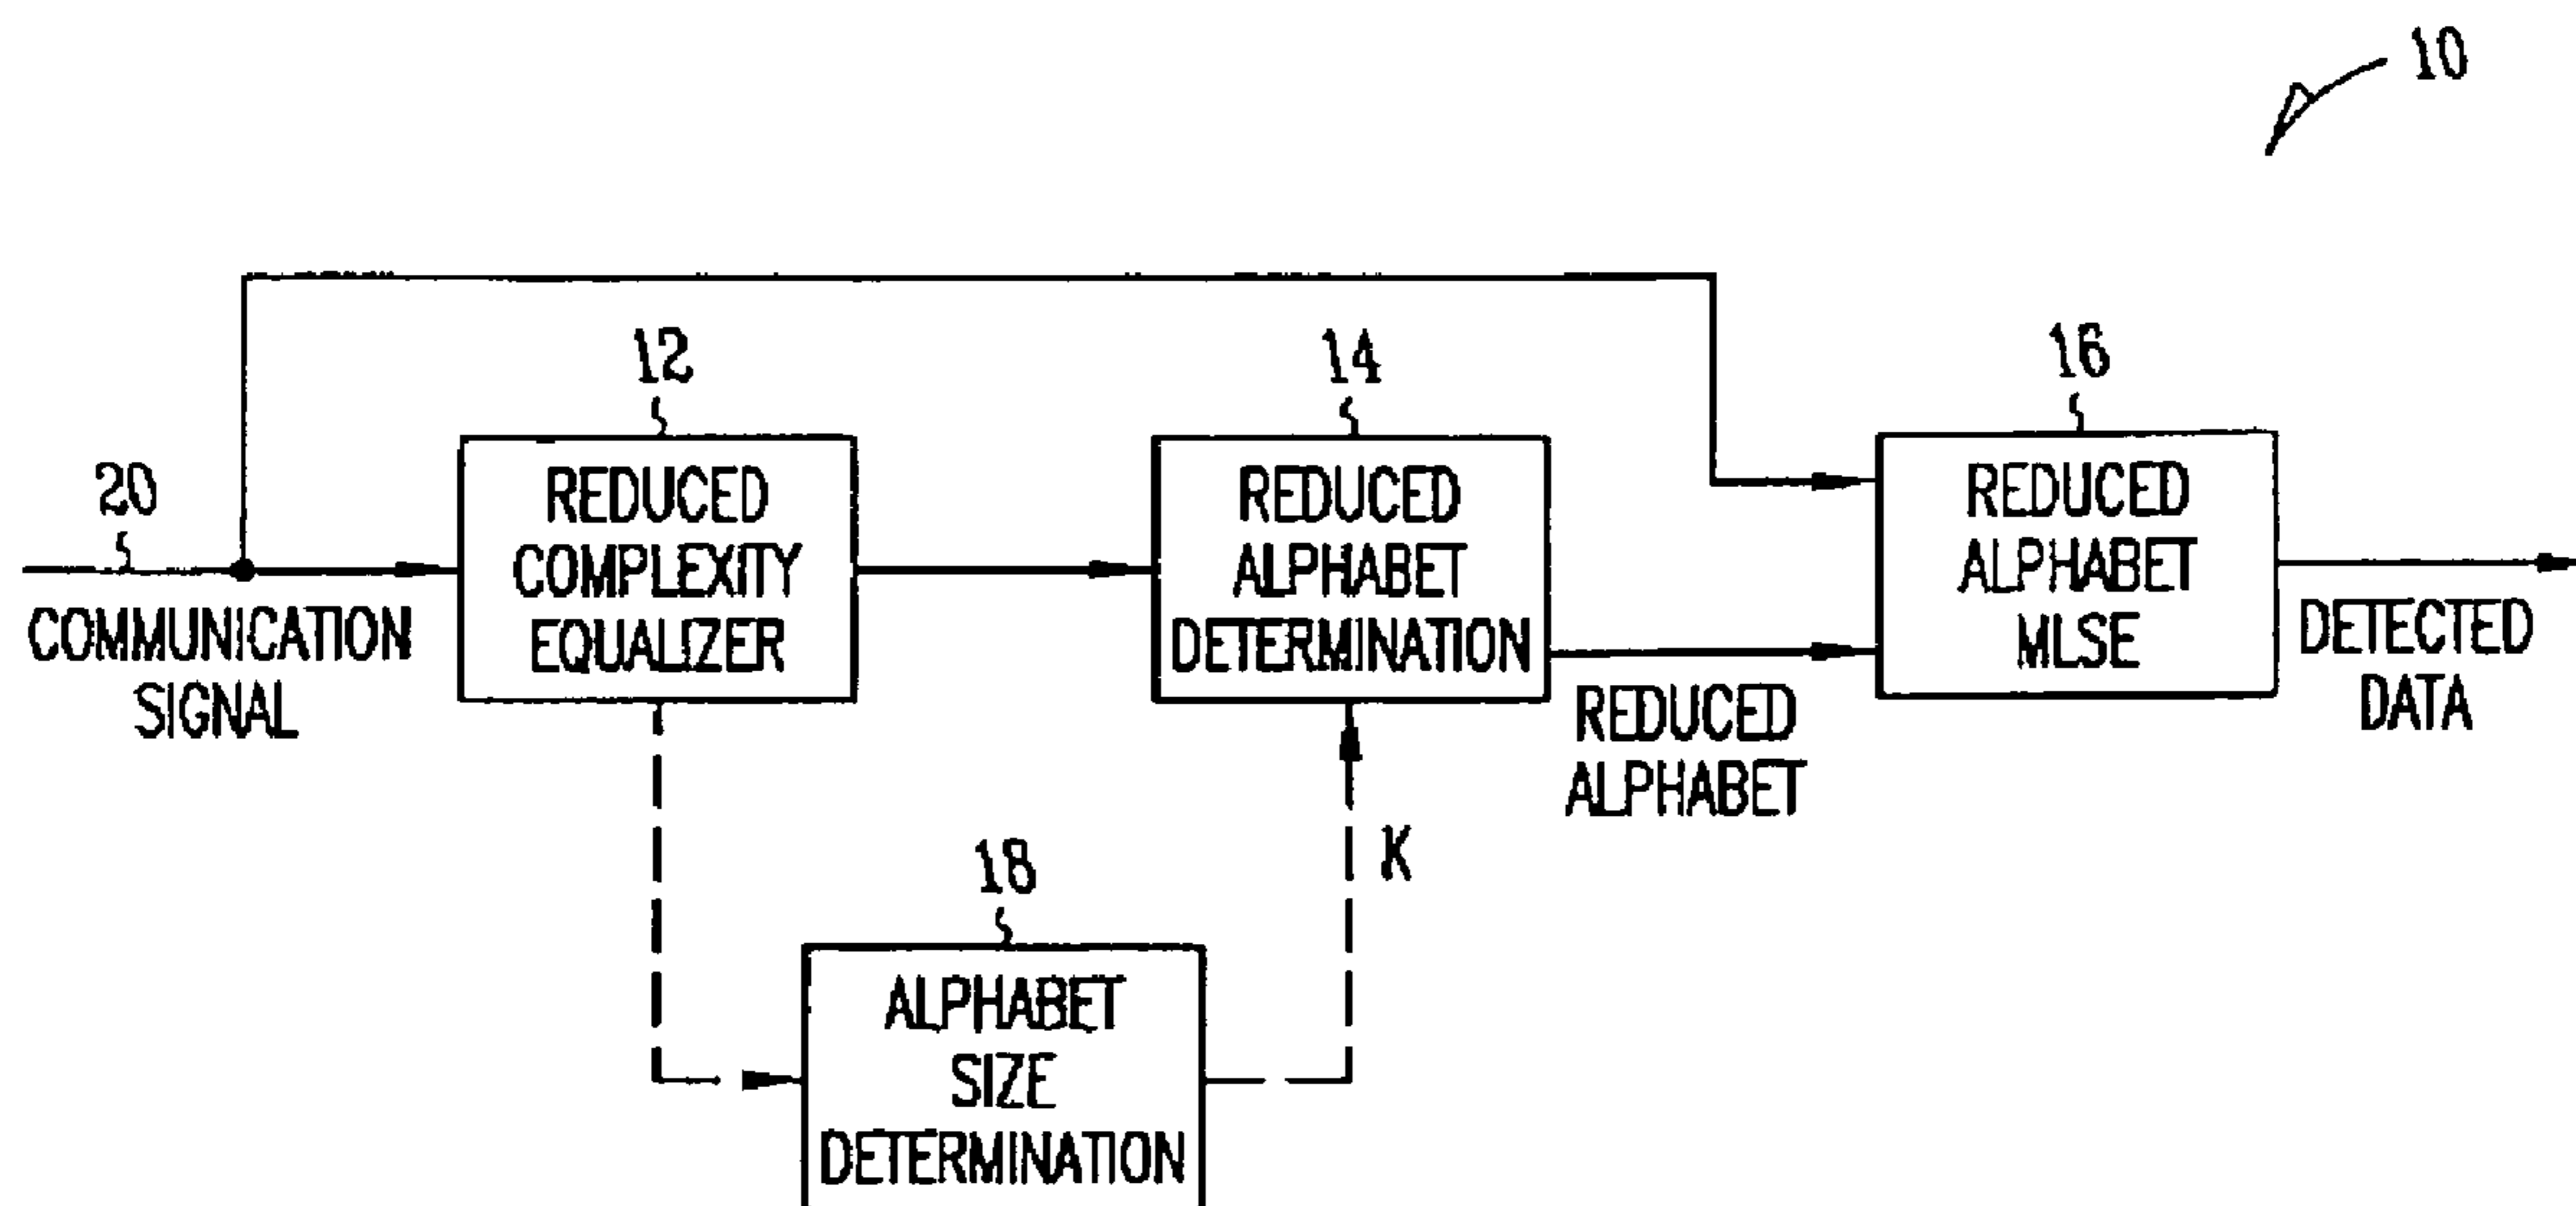 10
12
14
16
20
REDUCED
COMPLEXITY
EQUALIZER
REDUCED
ALPHABET
DETERMINATION
REDUCED
ALPHABET
MLSE
COMMUNICATION
SIGNAL
REDUCED
ALPHABET
DETECTED
DATA
K
18
ALPHABET
SIZE
DETERMINATION